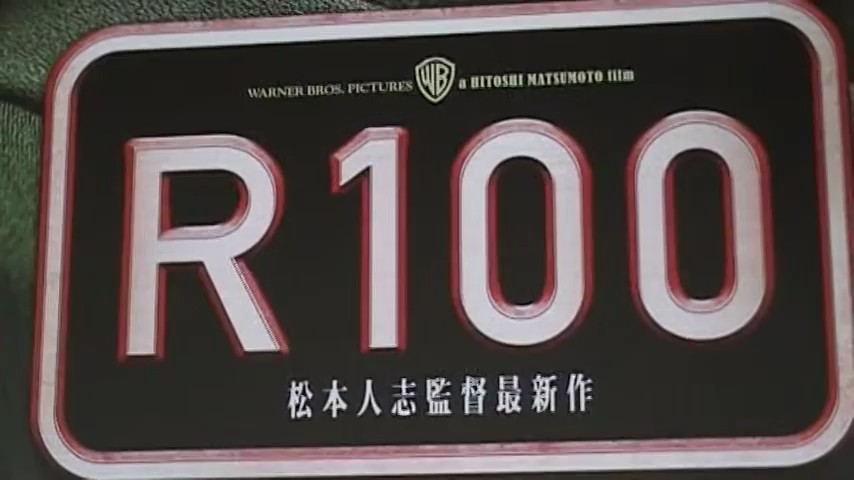 WARNER BROS. PICTURES WB a HITOSHI MATSUMOTO film
R100
松本人志監督最新作